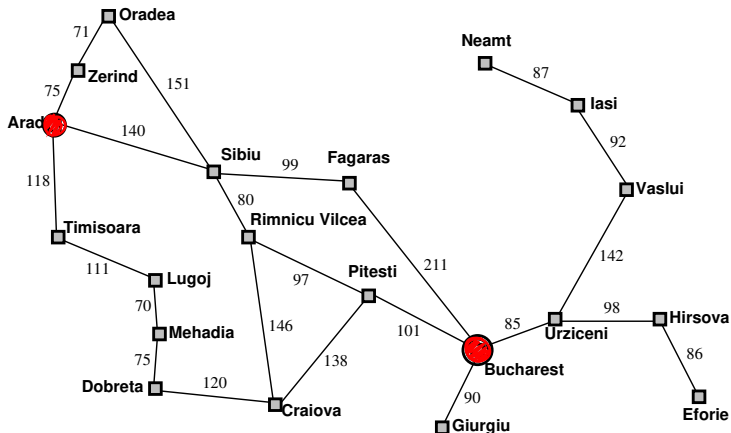 Oradea
71
Neamt
Zerind
87
151
75
Iasi
Arad
140
92
Sibiu
Fagaras
99
118
Vaslui
80
Timisoara
Rimnicu Vilcea
142
111
211
Lugoj
97
Pitesti
70
98
Hirsova
146
101
85
Mehadia
Urziceni
138
86
75
Bucharest
120
Dobreta
90
Craiova
Eforie
Giurgiu